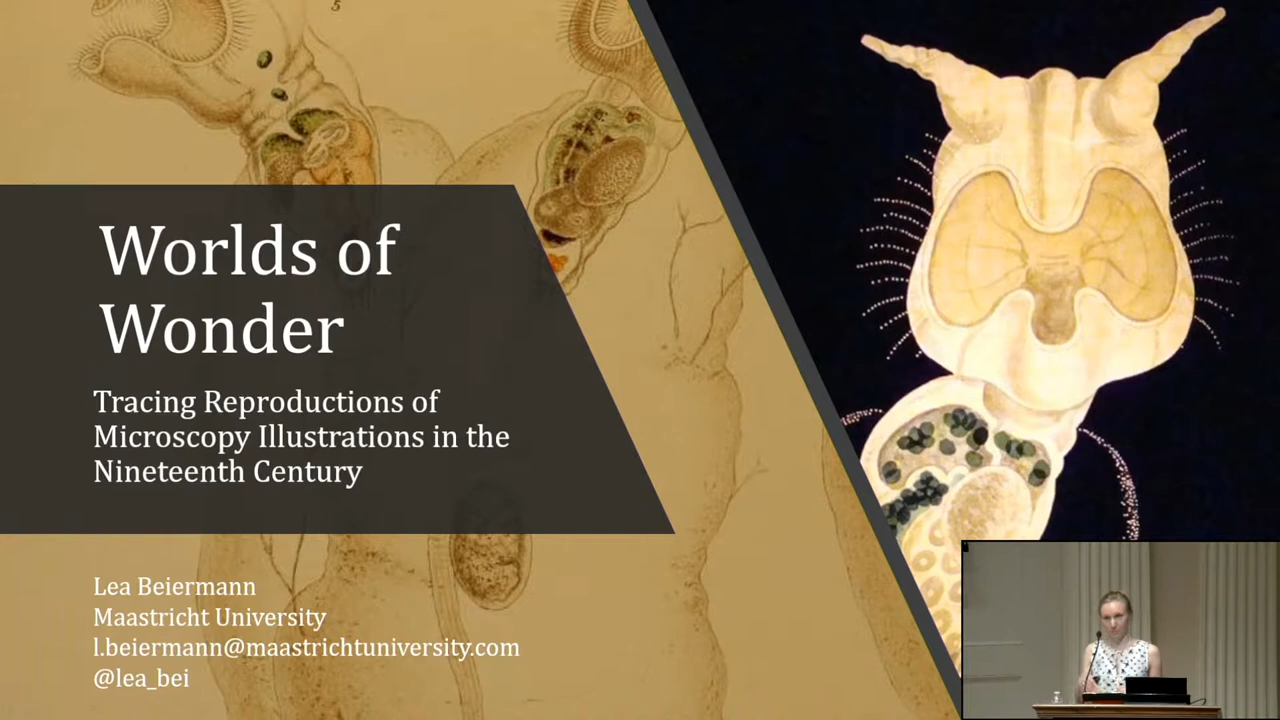 5
Worlds of
Wonder
Tracing Reproductions of
Microscopy Illustrations in the
Nineteenth Century
Lea Beiermann
Maastricht University
l.beiermann@maastrichtuniversity.com
@lea_bei